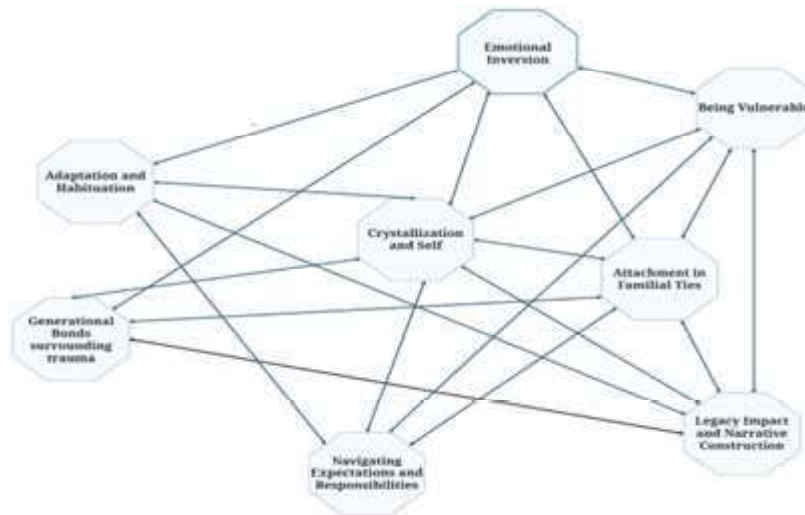 Emotional
Inversion
Being Vulnerable
Adaptation and
Habituation
Crystallization
and Self
Attachment in
Familial Ties
Generational
Bonds
surrounding
trauma
Legacy Impact
and Narrative
Construction
Navigating
Expectations and
Responsibilities